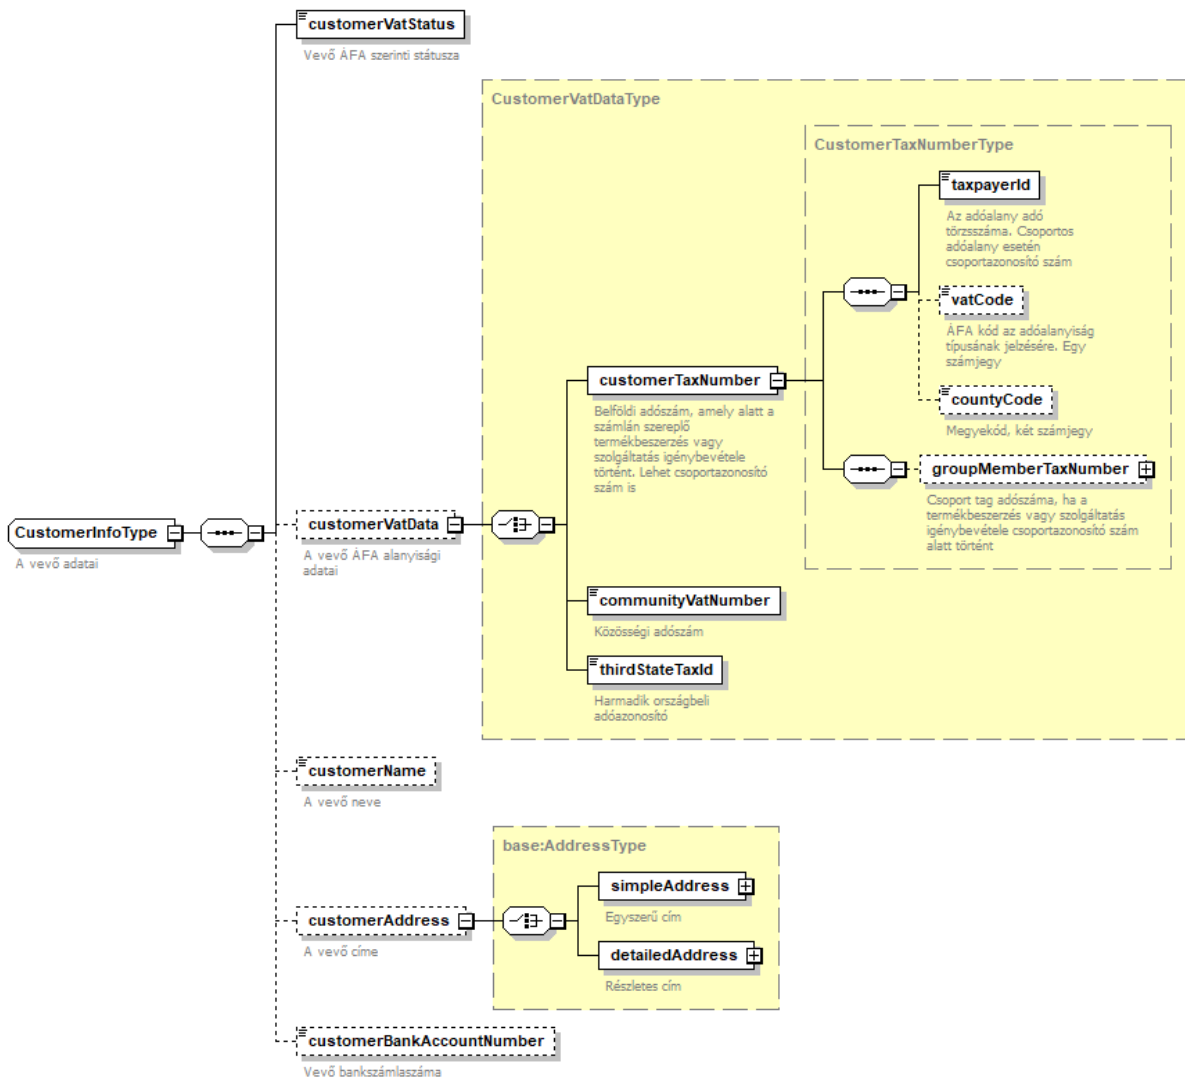 customerVatStatus
Vevő ÁFA szerinti státusza
CustomerVatDataType
CustomerTaxNumberType
taxpayerId
Az adóalany adó
törzsszáma. Csoportos
adóalany esetén
csoportazonosító szám
vatCode
ÁFA kód az adóalanyiság
típusának jelzésére. Egy
számjegy
customerTaxNumber
Belföldi adószám, amely alatt a
számlán szereplő
termékbeszerzés vagy
szolgáltatás igénybevétele
történt. Lehet csoportazonosító
szám is
countyCode
Megyekód, két számjegy
groupMemberTaxNumber
Csoport tag adószáma, ha a
termékbeszerzés vagy szolgáltatás
igénybevétele csoportazonosító szám
alatt történt
CustomerInfoType
A vevő adatai
customerVatData
A vevő ÁFA alanyisági
adatai
communityVatNumber
Közösségi adószám
thirdStateTaxId
Harmadik országbeli
adóazonosító
customerName
A vevő neve
base:AddressType
simpleAddress
Egyszerű cím
customerAddress
A vevő címe
detailedAddress
Részletes cím
customerBankAccountNumber
Vevő bankszámlaszáma